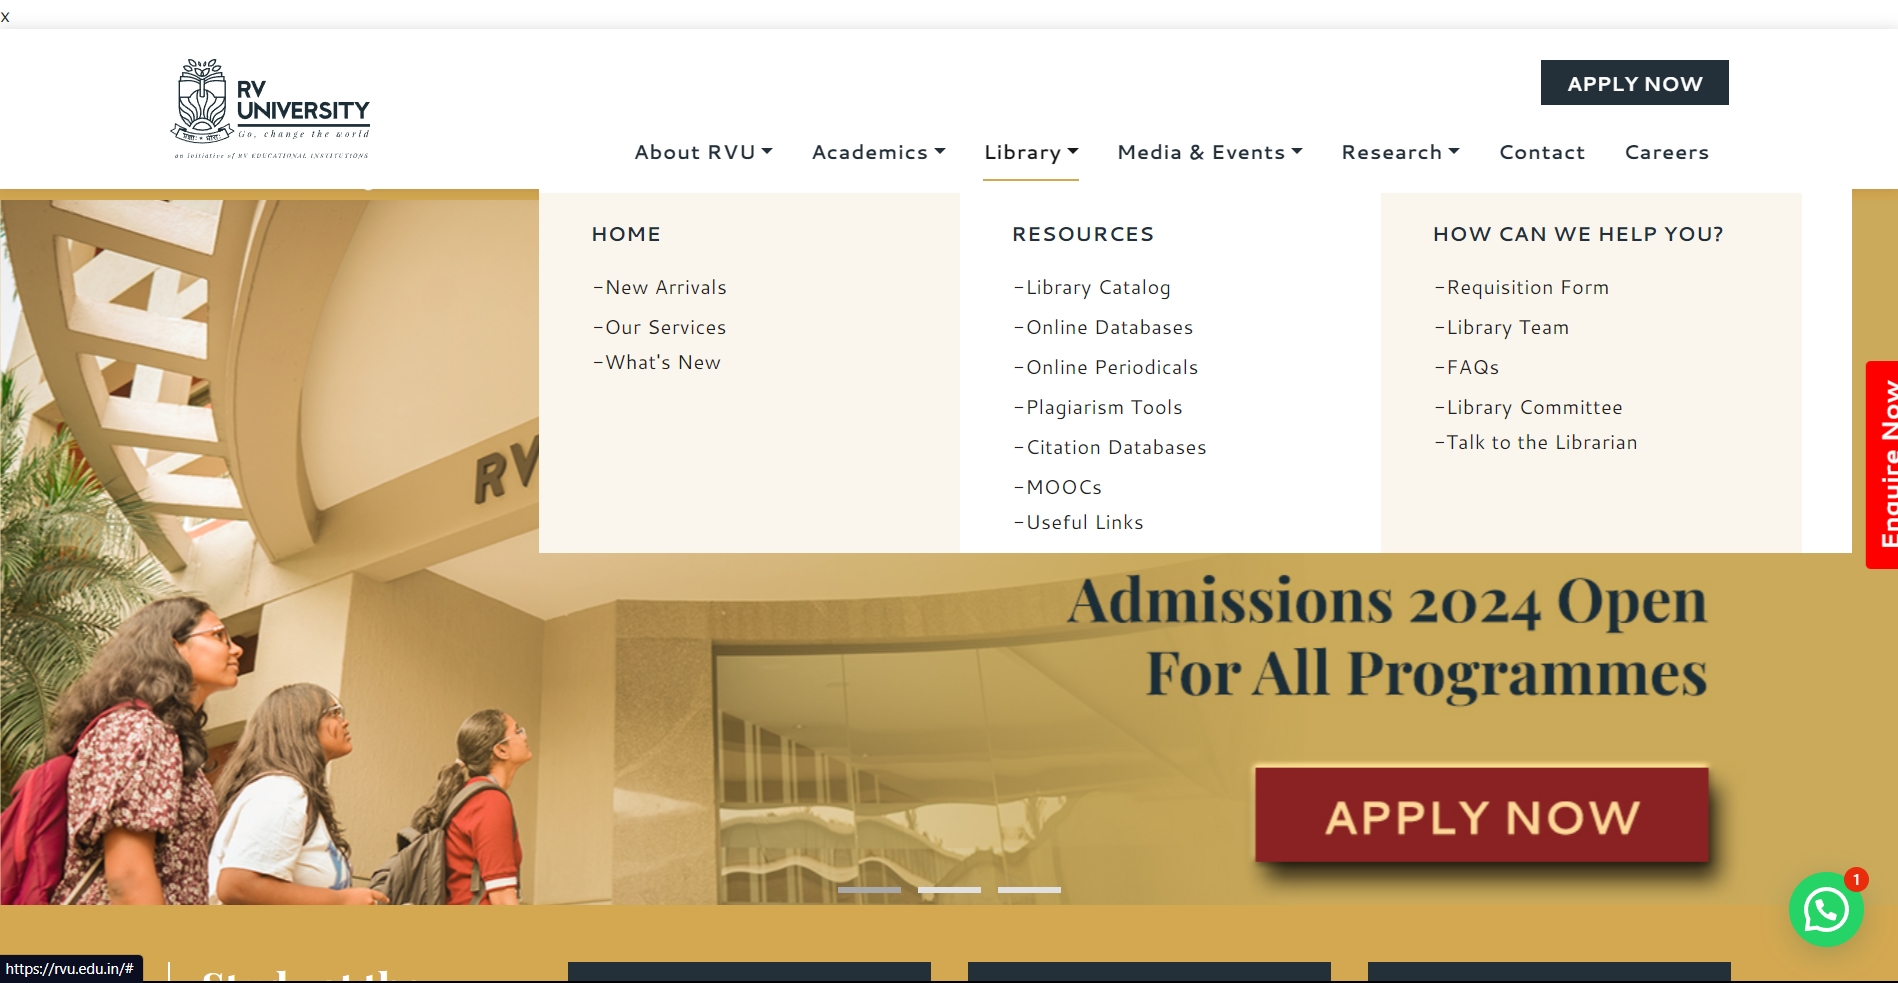 x
RV
UNIVERSITY
Go, change the world
an initiative of RV EDUCATIONAL INSTITUTIONS
APPLY NOW
About RVU Academics Library Media & Events Research Contact Careers
HOME
-New Arrivals
-Our Services
-What's New
RESOURCES
-Library Catalog
-Online Databases
-Online Periodicals
-Plagiarism Tools
-Citation Databases
-MOOCs
-Useful Links
HOW CAN WE HELP YOU?
-Requisition Form
-Library Team
-FAQs
-Library Committee
-Talk to the Librarian
Enquire Now
RV
Admissions 2024 Open
For All Programmes
APPLY NOW
1
https://rvu.edu.in/#